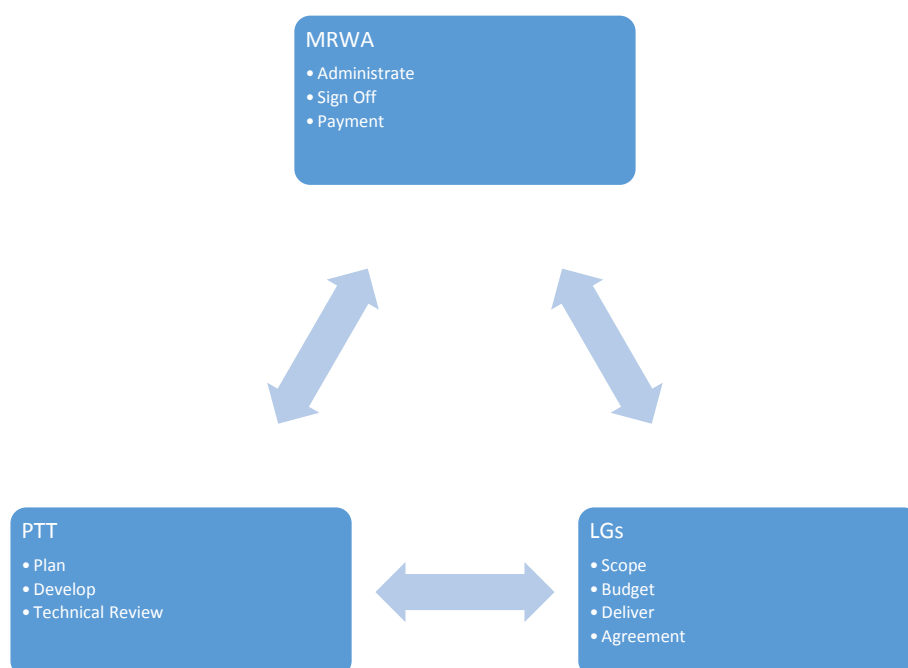 MRWA
• Administrate
• Sign Off
• Payment
PTT
• Plan
• Develop
• Technical Review
LGs
• Scope
• Budget
• Deliver
• Agreement